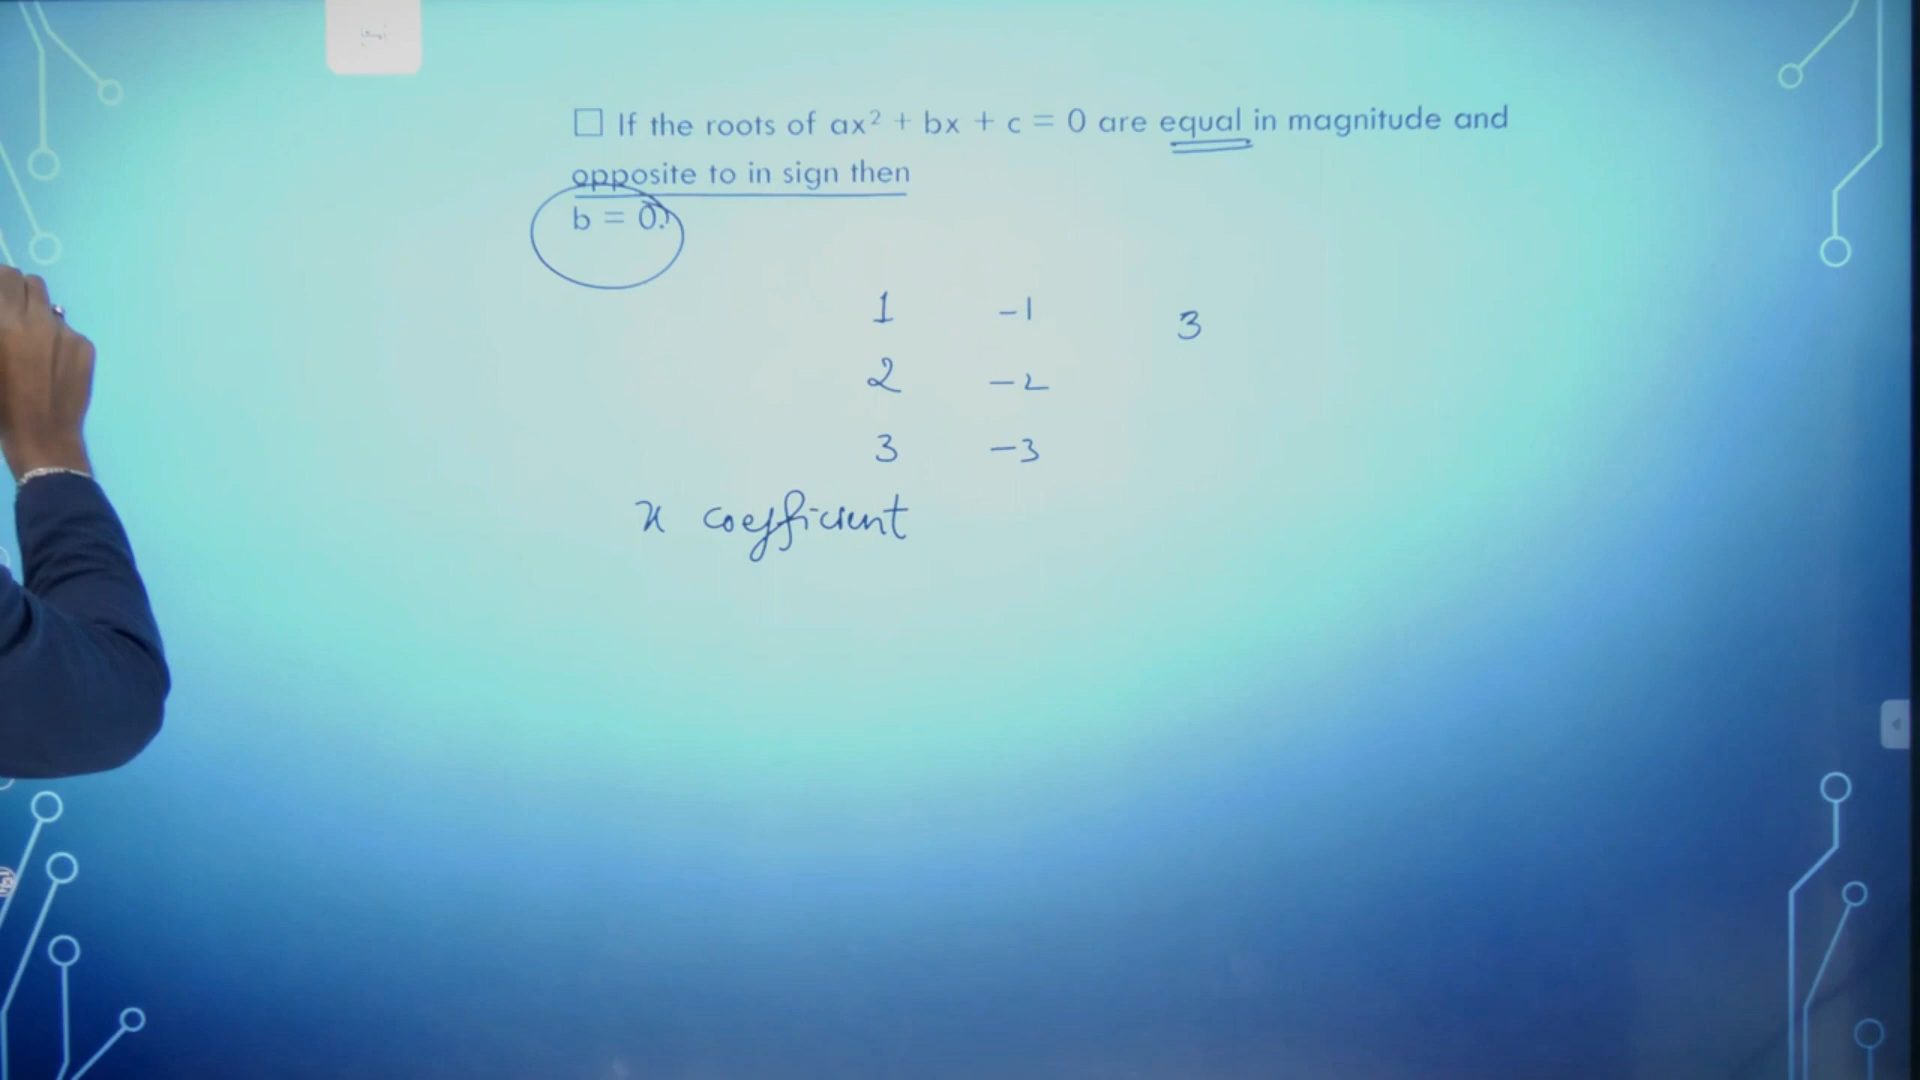 □ If the roots of ax² + bx + c = 0 are equal in magnitude and
opposite to in sign then
b = 0.
1 -1 3
2 -2
3 -3
x coefficient